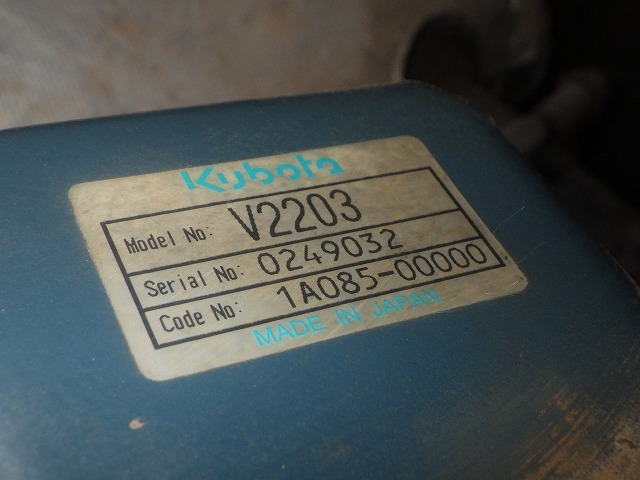 Kubota
Model No: V2203
Serial No: 0249032
Code No: 1A085-00000
MADE IN JAPAN